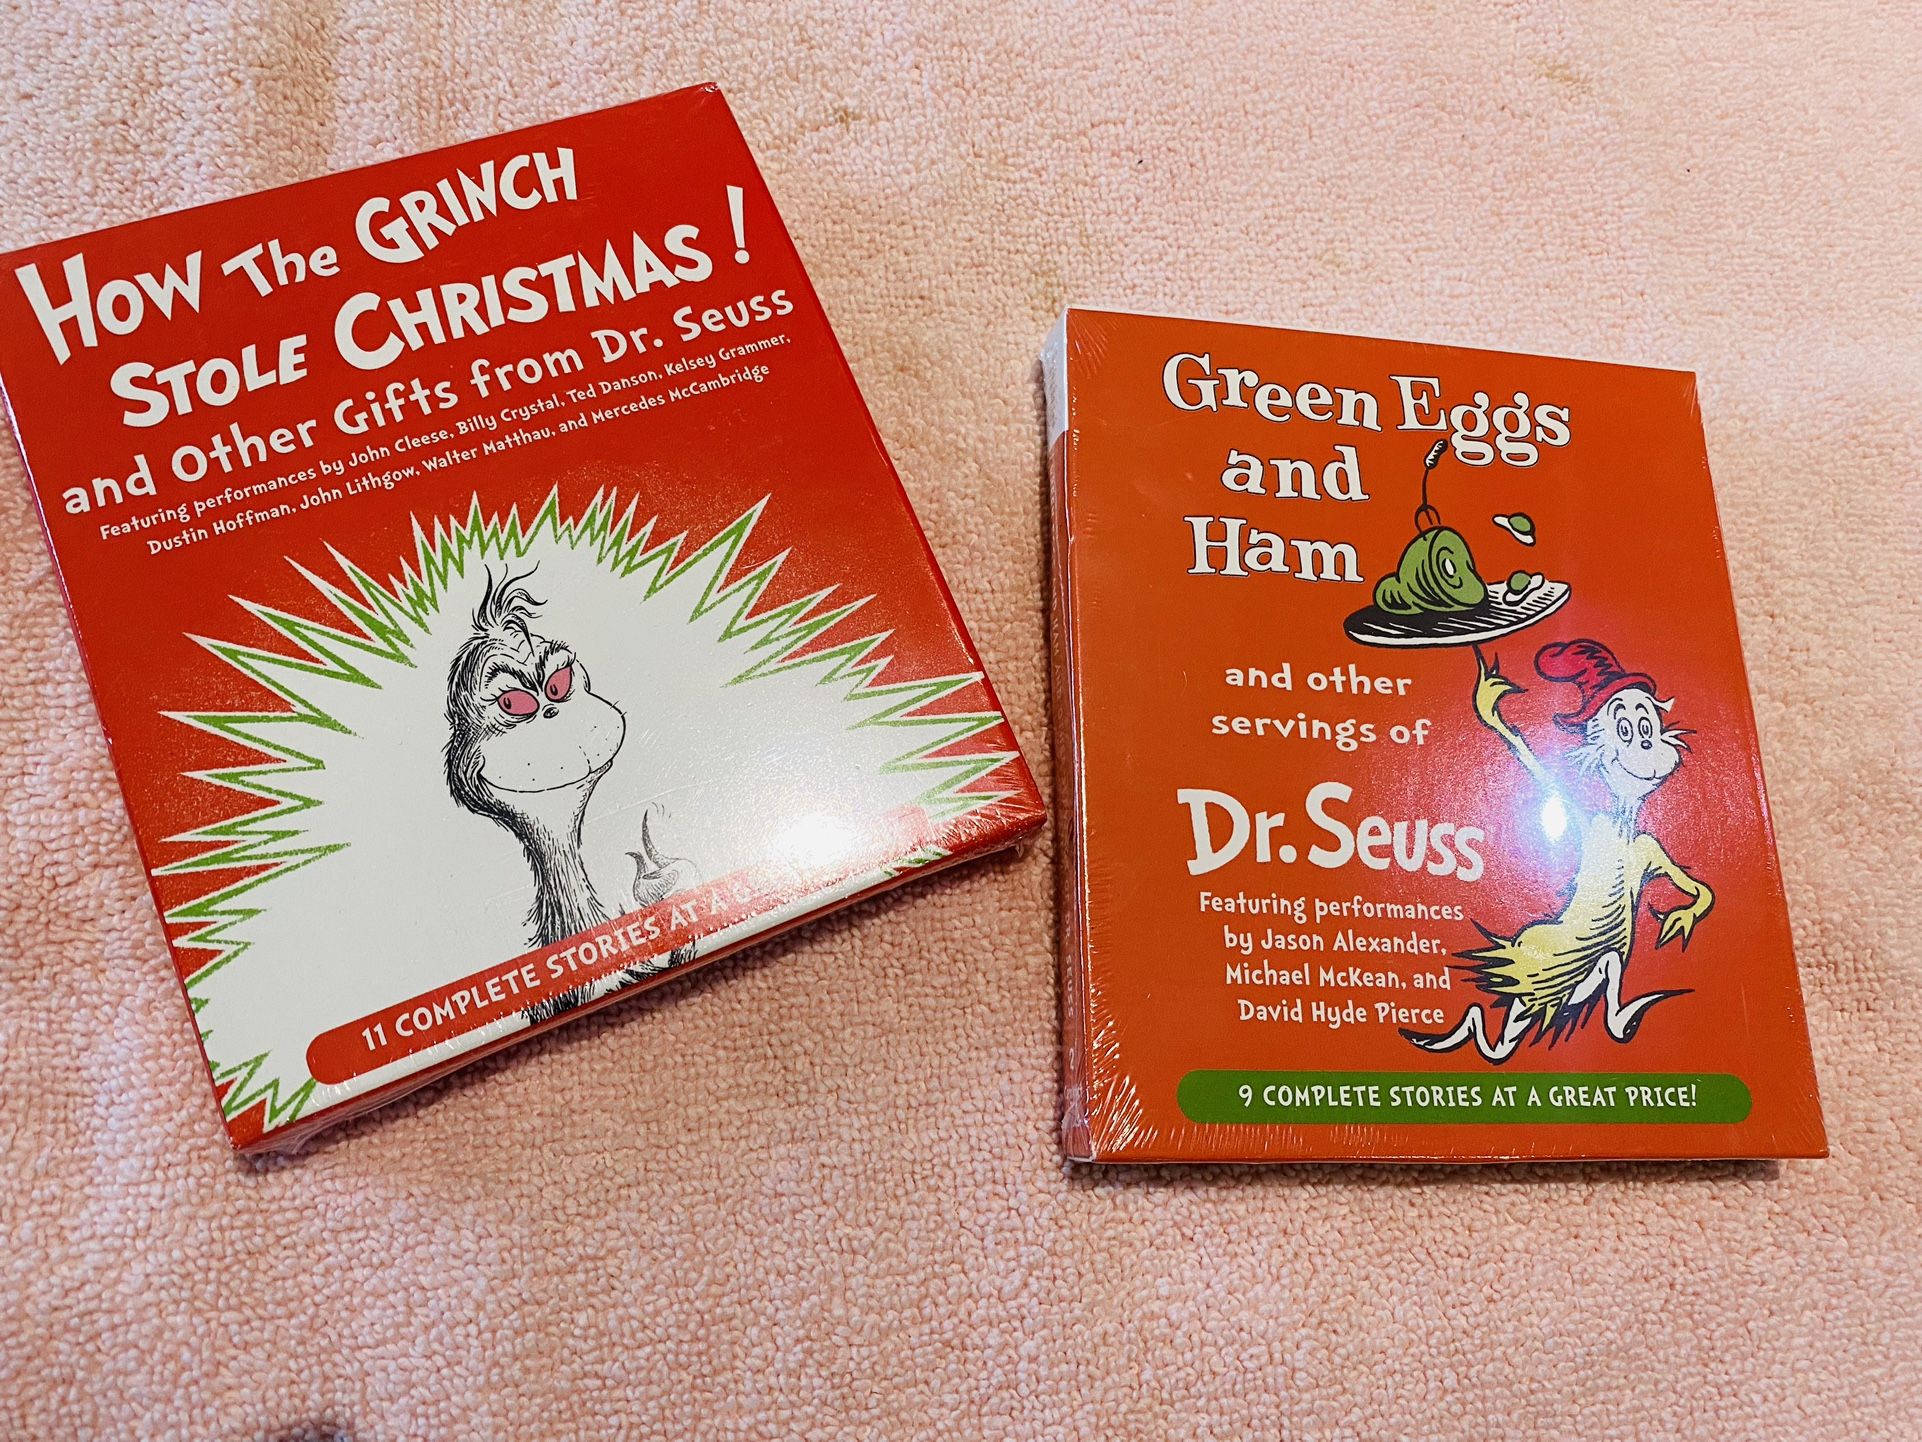 How The GRINCH
STOLE CHRISTMAS!
and Other Gifts from Dr. Seuss
Featuring performances by John Cleese, Billy Crystal, Ted Danson, Kelsey Grammer,
Dustin Hoffman, John Lithgow, Walter Matthau, and Mercedes McCambridge
11 COMPLETE STORIES AT A
Green Eggs
and
Ham
and other
servings of
Dr. Seuss
Featuring performances
by Jason Alexander,
Michael McKean, and
David Hyde Pierce
9 COMPLETE STORIES AT A GREAT PRICE!